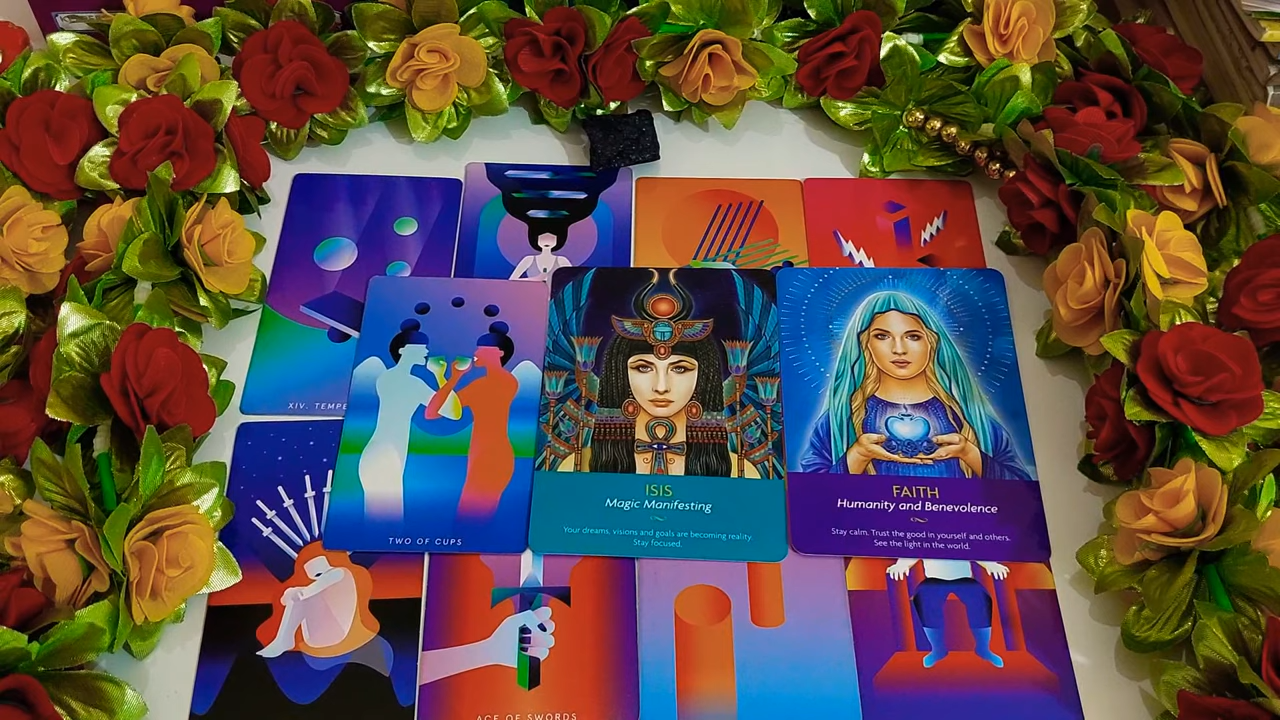 XIV. TEMPE
TWO OF CUPS
ISIS
Magic Manifesting
Your dreams, visions and goals are becoming reality.
Stay focused.
FAITH
Humanity and Benevolence
Stay calm. Trust the good in yourself and others.
See the light in the world.
ACE OF SWORDS